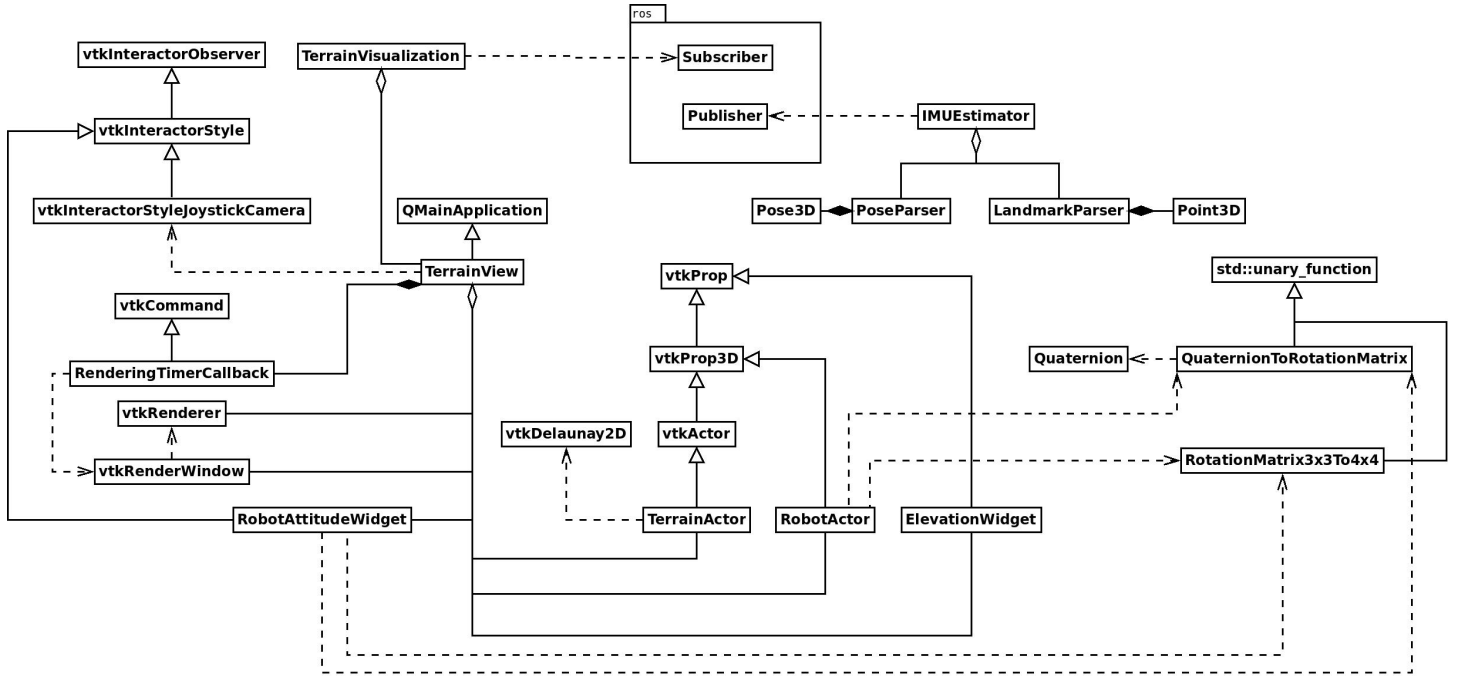 ros
vtkInteractorObserver
TerrainVisualization
Subscriber
Publisher
IMUEstimator
vtkInteractorStyle
vtkInteractorStyleJoystickCamera
QMainApplication
Pose3D
PoseParser
LandmarkParser
Point3D
TerrainView
vtkProp
std::unary_function
vtkCommand
vtkProp3D
Quaternion
QuaternionToRotationMatrix
RenderingTimerCallback
vtkRenderer
vtkDelaunay2D
vtkActor
vtkRenderWindow
RotationMatrix3x3To4x4
RobotAttitudeWidget
TerrainActor
RobotActor
ElevationWidget